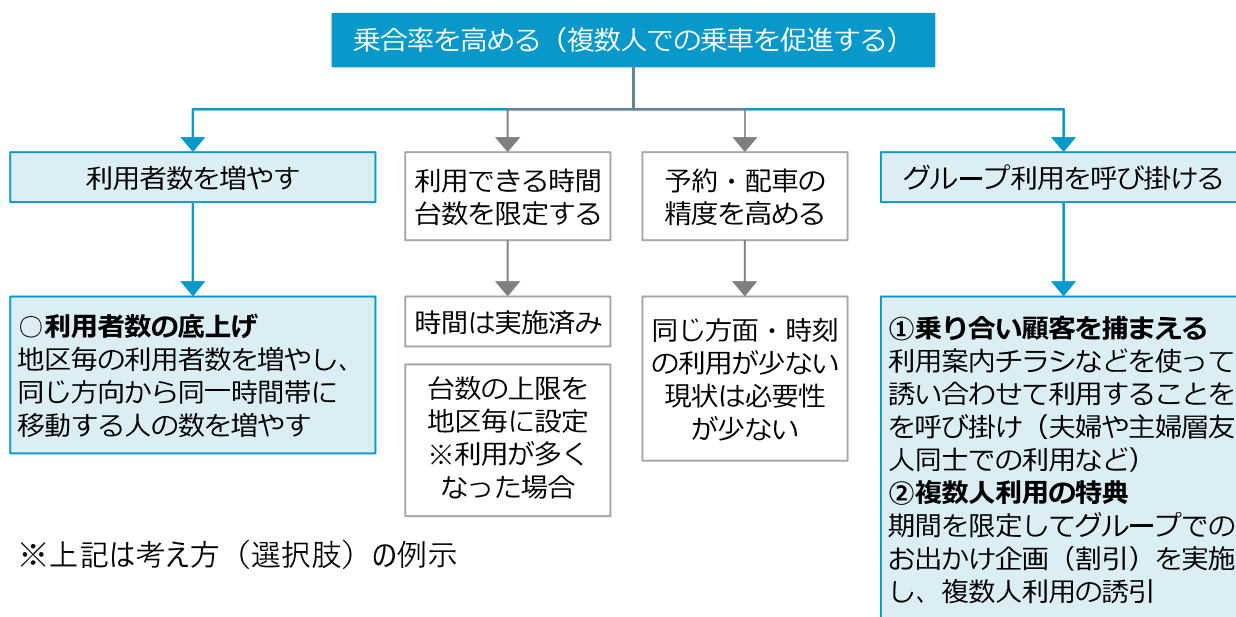 乗合率を高める（複数人での乗車を促進する）
利用者数を増やす
○利用者数の底上げ
地区毎の利用者数を増やし、
同じ方向から同一時間帯に
移動する人の数を増やす
利用できる時間
台数を限定する
時間は実施済み
台数の上限を
地区毎に設定
※利用が多く
なった場合
予約・配車の
精度を高める
同じ方面・時刻
の利用が少ない
現状は必要性
が少ない
グループ利用を呼び掛ける
①乗り合い顧客を捕まえる
利用案内チラシなどを使って
誘い合わせて利用することを
を呼び掛け（夫婦や主婦層友
人同士での利用など）
②複数人利用の特典
期間を限定してグループでの
お出かけ企画（割引）を実施
し、複数人利用の誘引
※上記は考え方（選択肢）の例示